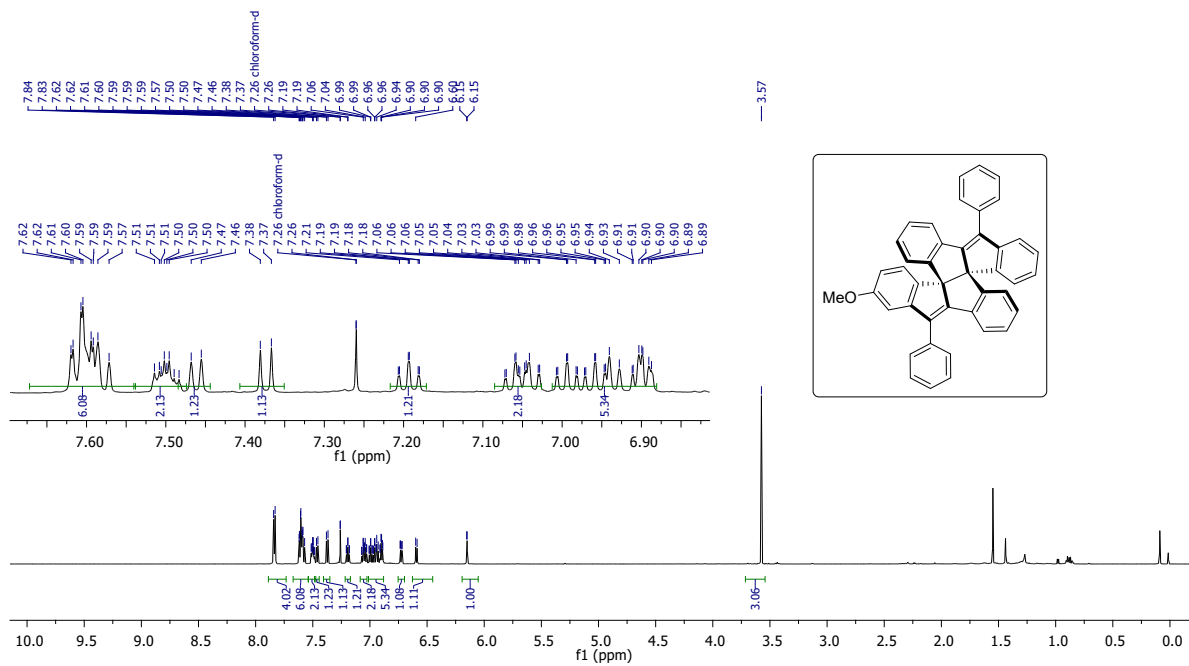 7.84 7.83 7.62 7.62 7.61 7.60 7.59 7.59 7.59 7.57 7.50 7.50 7.47 7.46 7.38 7.37 7.26 chloroform-d 7.26 7.19 7.19 7.06 7.04 6.99 6.99 6.96 6.96 6.94 6.90 6.90 6.90 6.60 6.15 6.15
3.57
7.62 7.62 7.61 7.60 7.59 7.59 7.59 7.57 7.51 7.51 7.51 7.50 7.50 7.50 7.47 7.46 7.38 7.37 7.26 chloroform-d 7.26 7.21 7.19 7.19 7.18 7.18 7.06 7.06 7.06 7.05 7.05 7.04 7.03 7.03 6.99 6.99 6.98 6.96 6.96 6.95 6.95 6.94 6.93 6.91 6.91 6.90 6.90 6.90 6.89 6.89
MeO
6.08 2.13 1.23 1.13 1.21 2.18 5.34
7.60 7.50 7.40 7.30 7.20 7.10 7.00 6.90
f1 (ppm)
4.02 6.08 2.13 1.23 1.13 1.21 2.18 5.34 1.08 1.11 1.00 3.06
10.0 9.5 9.0 8.5 8.0 7.5 7.0 6.5 6.0 5.5 5.0 4.5 4.0 3.5 3.0 2.5 2.0 1.5 1.0 0.5 0.0
f1 (ppm)